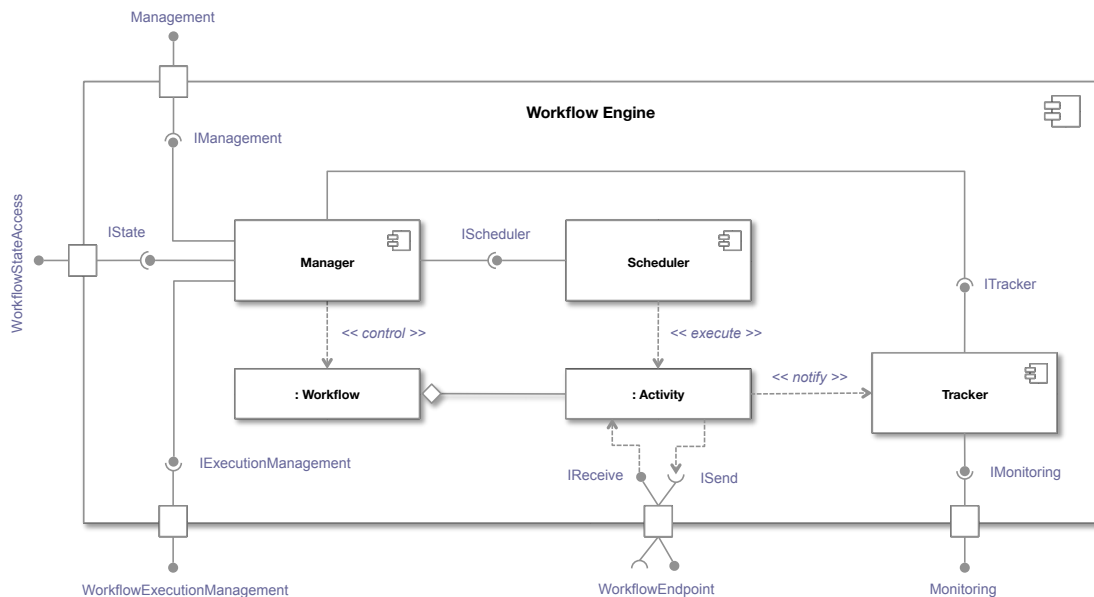 Management
Workflow Engine
IManagement
WorkflowStateAccess
IState
IScheduler
Manager
Scheduler
ITracker
<< control >>
<< execute >>
<< notify >>
: Workflow
: Activity
Tracker
IExecutionManagement
IReceive
ISend
IMonitoring
WorkflowExecutionManagement
WorkflowEndpoint
Monitoring